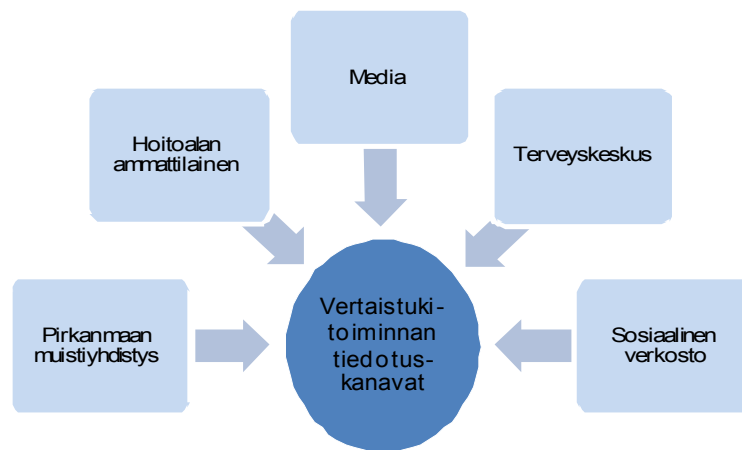 Media
Hoitoalan
ammattilainen
Terveyskeskus
Pirkanmaan
muistiyhdistys
Vertaistuki-
toiminnan
tiedotus-
kanavat
Sosiaalinen
verkosto